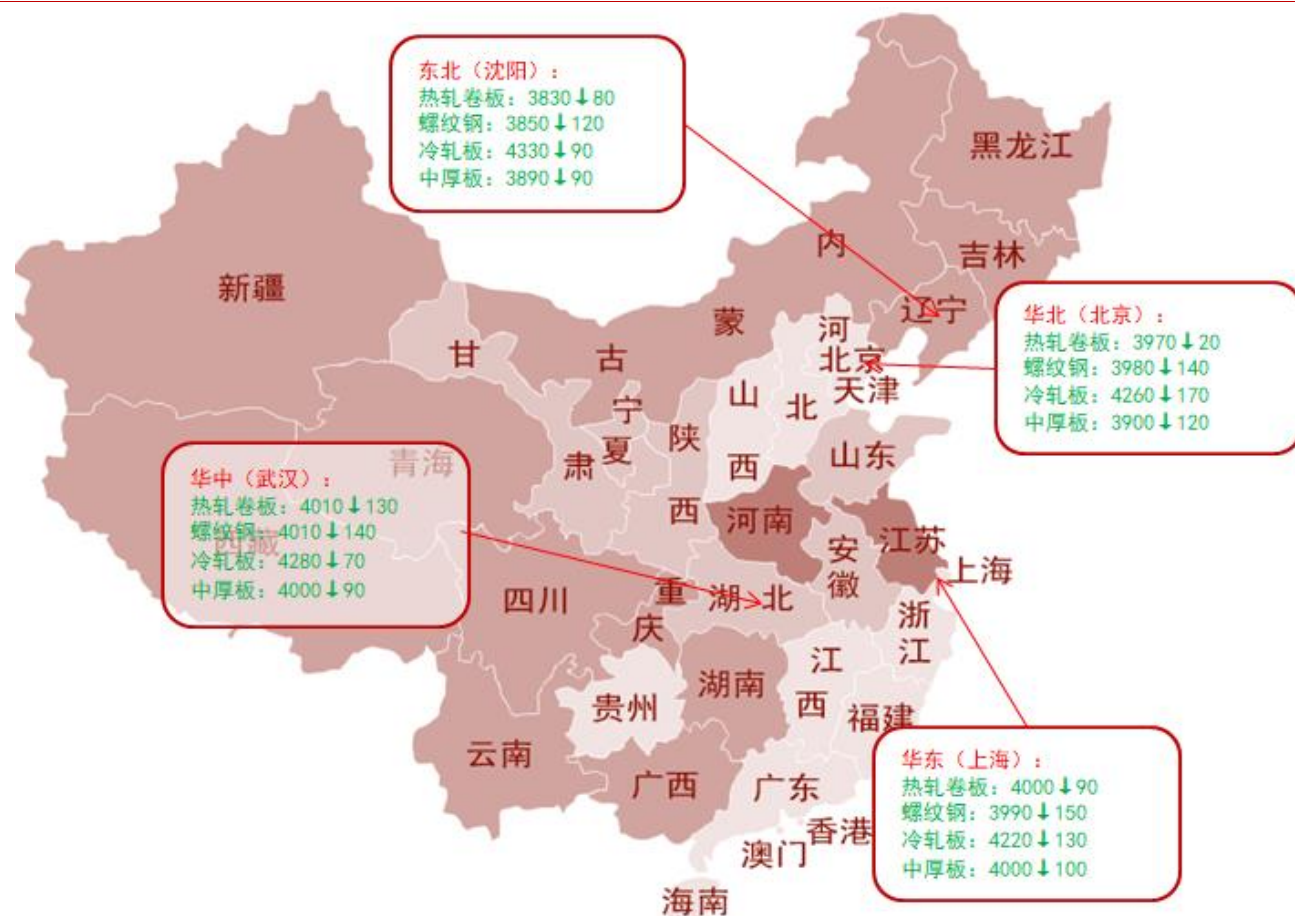 东北（沈阳）：
热轧卷板：3830↓80
螺纹钢：3850↓120
冷轧板：4330↓90
中厚板：3890↓90
黑龙江
内
蒙
古
吉林
辽宁
新疆
华北（北京）：
热轧卷板：3970↓20
螺纹钢：3980↓140
冷轧板：4260↓170
中厚板：3900↓120
河
北
北京
天津
甘
肃
宁
夏
山
西
陕
西
山东
青海
西藏
华中（武汉）：
热轧卷板：4010↓130
螺纹钢：4010↓140
冷轧板：4280↓70
中厚板：4000↓90
河南
江苏
安
徽
上海
四川
重
庆
湖 北
浙
江
湖南
江
西
贵州
福建
云南
广西
广东
香港
澳门
海南
华东（上海）：
热轧卷板：4000↓90
螺纹钢：3990↓150
冷轧板：4220↓130
中厚板：4000↓100